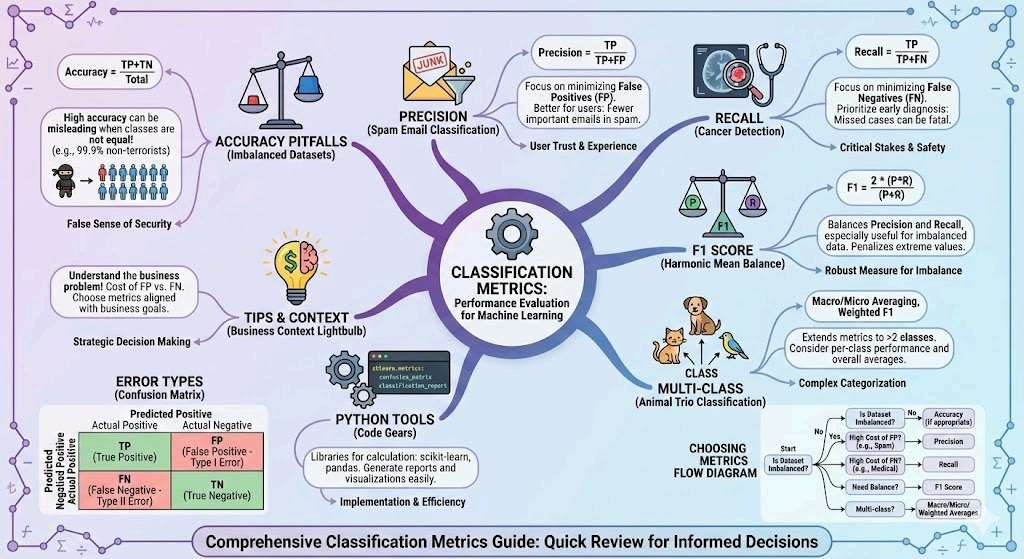 Accuracy = TP+TN
Total
High accuracy can be
misleading when classes are
not equal!
(e.g., 99.9% non-terrorists)
False Sense of Security
ACCURACY PITFALLS
(Imbalanced Datasets)
JUNK
PRECISION
(Spam Email Classification)
Precision = TP
TP+FP
Focus on minimizing False
Positives (FP).
Better for users: Fewer
important emails in spam.
User Trust & Experience
RECALL
(Cancer Detection)
Recall = TP
TP+FN
Focus on minimizing False
Negatives (FN).
Prioritize early diagnosis:
Missed cases can be fatal.
Critical Stakes & Safety
P
R
F1
F1 SCORE
(Harmonic Mean Balance)
F1 = 2 * (P*R)
(P+R)
Balances Precision and Recall,
especially useful for imbalanced
data. Penalizes extreme values.
Robust Measure for Imbalance
CLASSIFICATION
METRICS:
Performance Evaluation
for Machine Learning
$
TIPS & CONTEXT
(Business Context Lightbulb)
Understand the business
problem! Cost of FP vs. FN.
Choose metrics aligned
with business goals.
Strategic Decision Making
CLASS
MULTI-CLASS
(Animal Trio Classification)
Macro/Micro Averaging,
Weighted F1
Extends metrics to >2 classes.
Consider per-class performance and
overall averages.
Complex Categorization
confusion_matrix
classification_report
PYTHON TOOLS
(Code Gears)
Libraries for calculation: scikit-learn,
pandas. Generate reports and
visualizations easily.
Implementation & Efficiency
ERROR TYPES
(Confusion Matrix)
Predicted Positive
Actual Positive
Actual Negative
Predicted
Actual Positive
TP
(True Positive)
FP
(False Positive -
Type I Error)
FN
(False Negative -
Type II Error)
TN
(True Negative)
CHOOSING
METRICS
FLOW DIAGRAM
Start
Is Dataset
Imbalanced?
No
Yes
Is Dataset
Imbalanced?
No
Accuracy
(if appropriate)
High Cost of FP?
(e.g., Spam)
Precision
High Cost of FN?
(e.g., Medical)
Recall
Need Balance?
F1 Score
Multi-class?
Macro/Micro/
Weighted Averages
Comprehensive Classification Metrics Guide: Quick Review for Informed Decisions